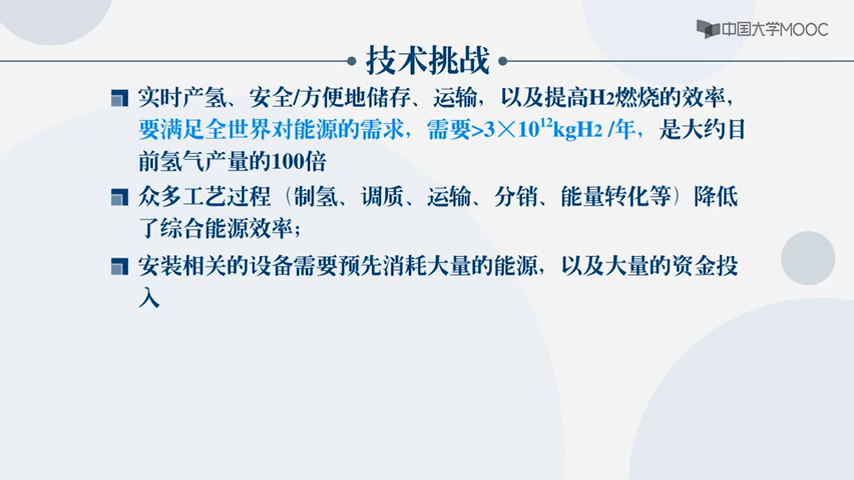 中国大学MOOC
技术挑战
实时产氢、安全/方便地储存、运输，以及提高H2燃烧的效率，
要满足全世界对能源的需求，需要>3×10¹²kgH2 /年，是大约目
前氢气产量的100倍
众多工艺过程（制氢、调质、运输、分销、能量转化等）降低
了综合能源效率；
安装相关的设备需要预先消耗大量的能源，以及大量的资金投
入